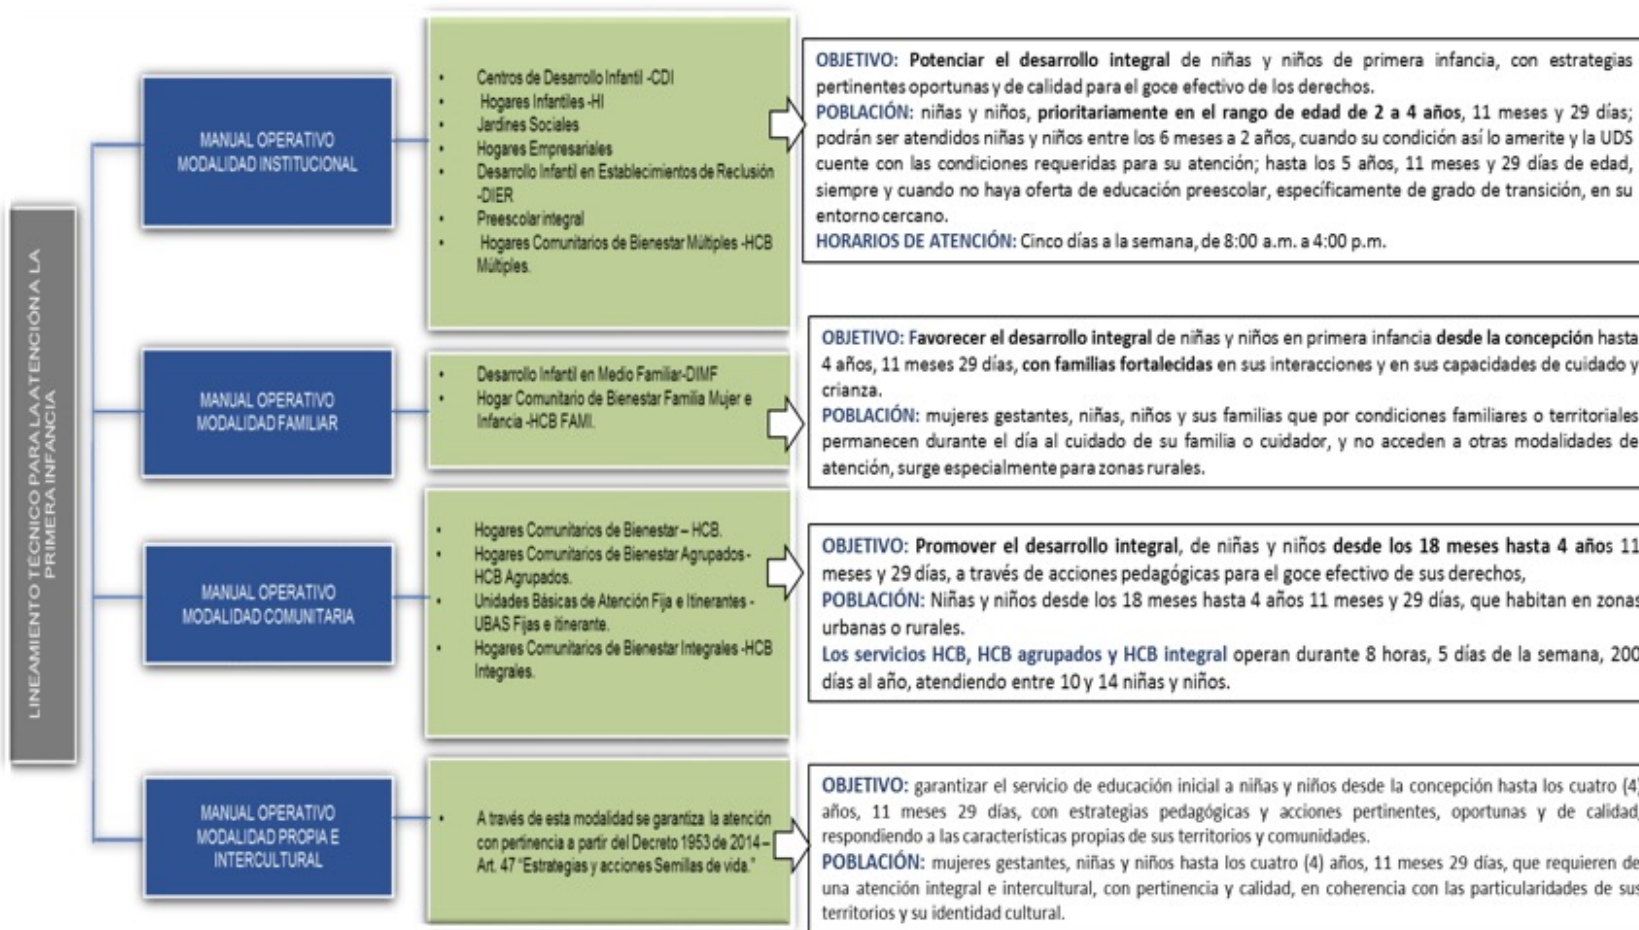 LINEAMIENTO TÉCNICO PARA LA ATENCIÓN A LA
PRIMERA INFANCIA
MANUAL OPERATIVO
MODALIDAD INSTITUCIONAL
• Centros de Desarrollo Infantil -CDI
• Hogares Infantiles -HI
• Jardines Sociales
• Hogares Empresariales
• Desarrollo Infantil en Establecimientos de Reclusión
-DIER
• Preescolar integral
• Hogares Comunitarios de Bienestar Múltiples -HCB
Múltiples.
OBJETIVO: Potenciar el desarrollo integral de niñas y niños de primera infancia, con estrategias
pertinentes oportunas y de calidad para el goce efectivo de los derechos.
POBLACIÓN: niñas y niños, prioritariamente en el rango de edad de 2 a 4 años, 11 meses y 29 días;
podrán ser atendidos niñas y niños entre los 6 meses a 2 años, cuando su condición así lo amerite y la UDS
cuente con las condiciones requeridas para su atención; hasta los 5 años, 11 meses y 29 días de edad,
siempre y cuando no haya oferta de educación preescolar, específicamente de grado de transición, en su
entorno cercano.
HORARIOS DE ATENCIÓN: Cinco días a la semana, de 8:00 a.m. a 4:00 p.m.
MANUAL OPERATIVO
MODALIDAD FAMILIAR
• Desarrollo Infantil en Medio Familiar-DIMF
• Hogar Comunitario de Bienestar Familia Mujer e
Infancia -HCB FAMI.
OBJETIVO: Favorecer el desarrollo integral de niñas y niños en primera infancia desde la concepción hasta
4 años, 11 meses 29 días, con familias fortalecidas en sus interacciones y en sus capacidades de cuidado y
crianza.
POBLACIÓN: mujeres gestantes, niñas, niños y sus familias que por condiciones familiares o territoriales
permanecen durante el día al cuidado de su familia o cuidador, y no acceden a otras modalidades de
atención, surge especialmente para zonas rurales.
MANUAL OPERATIVO
MODALIDAD COMUNITARIA
• Hogares Comunitarios de Bienestar – HCB.
• Hogares Comunitarios de Bienestar Agrupados -
HCB Agrupados.
• Unidades Básicas de Atención Fija e Itinerantes -
UBAS Fijas e itinerante.
• Hogares Comunitarios de Bienestar Integrales -HCB
Integrales.
OBJETIVO: Promover el desarrollo integral, de niñas y niños desde los 18 meses hasta 4 años 11
meses y 29 días, a través de acciones pedagógicas para el goce efectivo de sus derechos,
POBLACIÓN: Niñas y niños desde los 18 meses hasta 4 años 11 meses y 29 días, que habitan en zonas
urbanas o rurales.
Los servicios HCB, HCB agrupados y HCB integral operan durante 8 horas, 5 días de la semana, 200
días al año, atendiendo entre 10 y 14 niñas y niños.
MANUAL OPERATIVO
MODALIDAD PROPIA E
INTERCULTURAL
• A través de esta modalidad se garantiza la atención
con pertinencia a partir del Decreto 1953 de 2014 –
Art. 47 “Estrategias y acciones Semillas de vida.”
OBJETIVO: garantizar el servicio de educación inicial a niñas y niños desde la concepción hasta los cuatro (4)
años, 11 meses 29 días, con estrategias pedagógicas y acciones pertinentes, oportunas y de calidad,
respondiendo a las características propias de sus territorios y comunidades.
POBLACIÓN: mujeres gestantes, niñas y niños hasta los cuatro (4) años, 11 meses 29 días, que requieren de
una atención integral e intercultural, con pertinencia y calidad, en coherencia con las particularidades de sus
territorios y su identidad cultural.